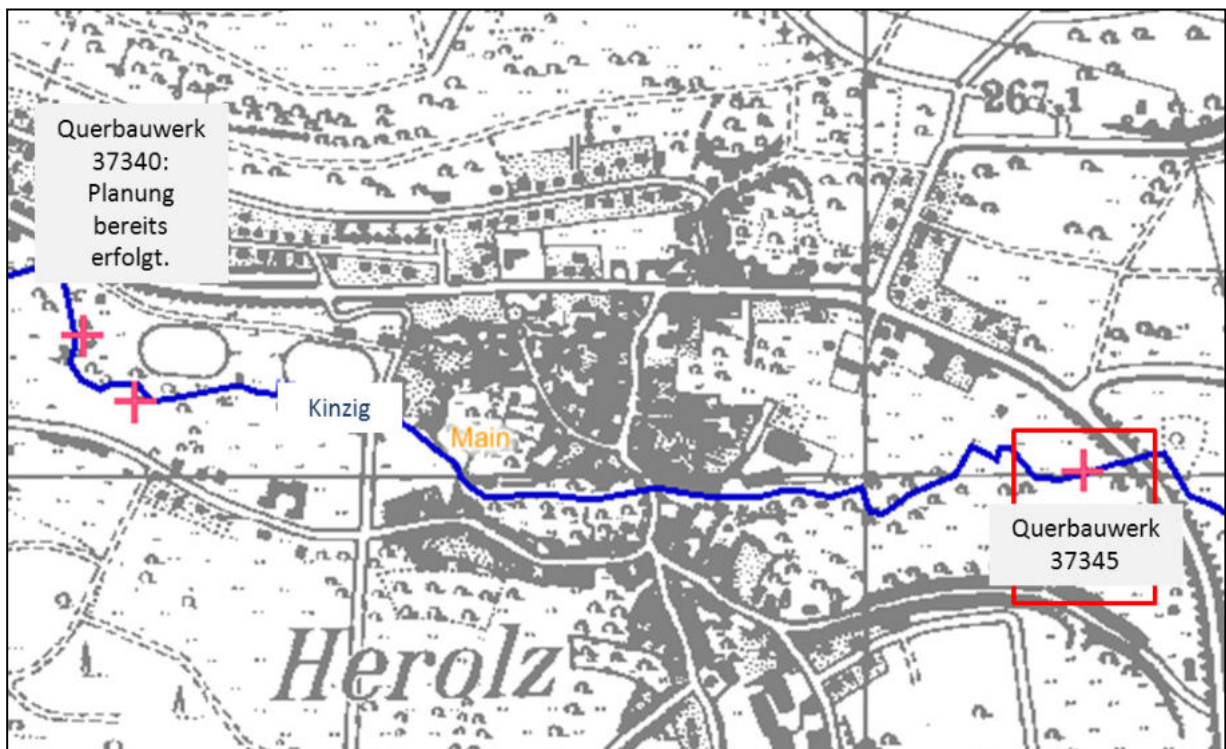 267,1
Querbauwerk
37340:
Planung
bereits
erfolgt.
Kinzig
Main
Querbauwerk
37345
Herolz